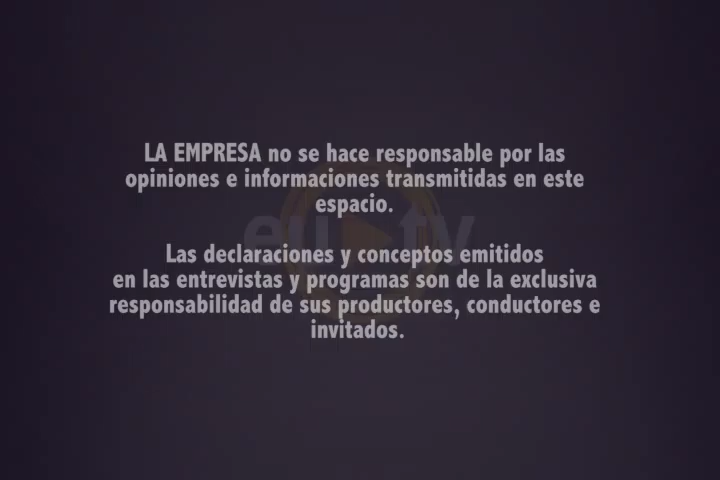 LA EMPRESA no se hace responsable por las
opiniones e informaciones transmitidas en este
espacio.
Las declaraciones y conceptos emitidos
en las entrevistas y programas son de la exclusiva
responsabilidad de sus productores, conductores e
invitados.